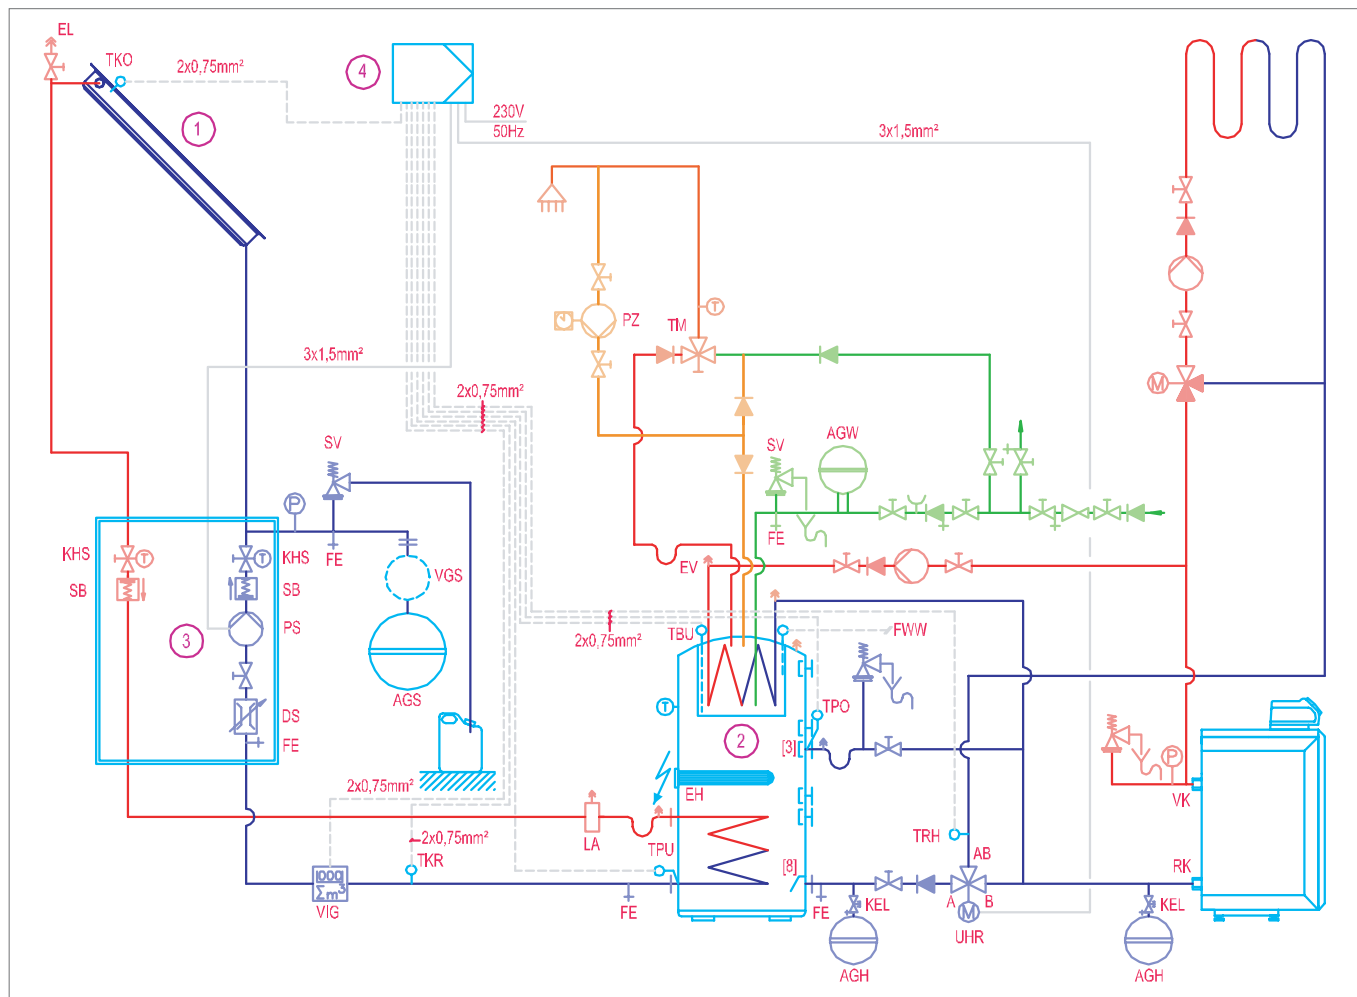 EL
TKO
2x0,75mm²
4
1
230V
50Hz
3x1,5mm²
T
PZ
TM
M
3x1,5mm²
2x0,75mm²
SV
SV
AGW
P
FE
FE
KHS
T
T
KHS
VGS
EV
SB
SB
PS
3
2x0,75mm²
TBU
FWW
AGS
T
TPO
DS
FE
2
[3]
P
2x0,75mm²
EH
VK
2x0,75mm²
LA
TPU
TRH
TKR
[8]
AB
RK
1000
Σm³
VIG
FE
FE
KEL
A
M
B
KEL
UHR
AGH
AGH